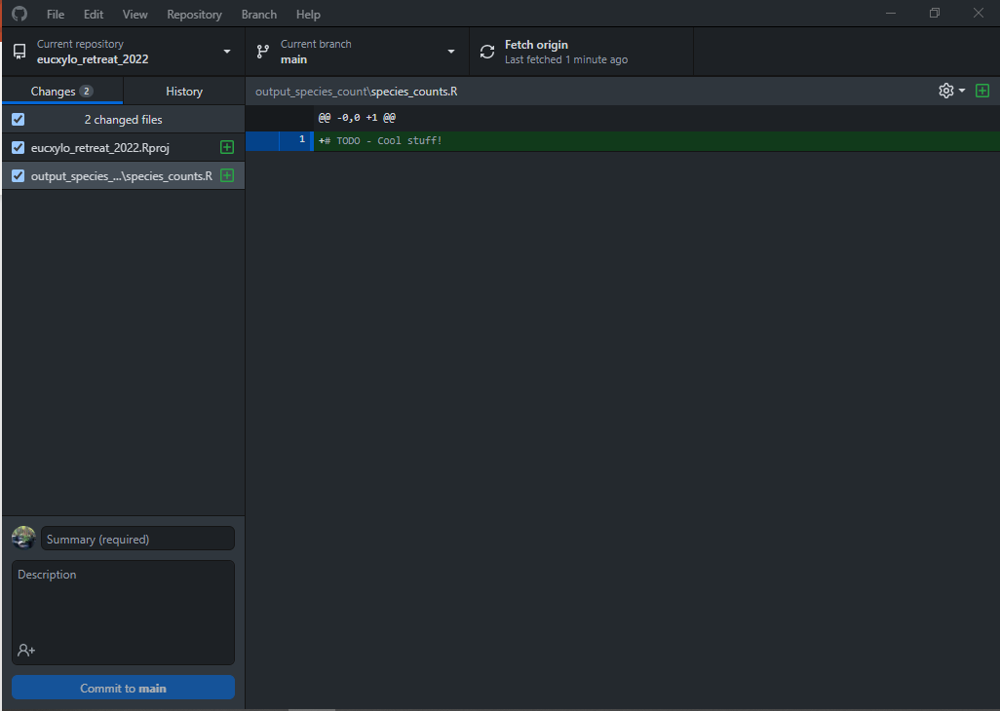 File Edit View Repository Branch Help
Current repository
eucxylo_retreat_2022
Current branch
main
Fetch origin
Last fetched 1 minute ago
Changes 2
History
output_species_count\species_counts.R
2 changed files
@@ -0,0 +1 @@
eucxylo_retreat_2022.Rproj
1 +# TODO - Cool stuff!
output_species_...\species_counts.R
Summary (required)
Description
Commit to main